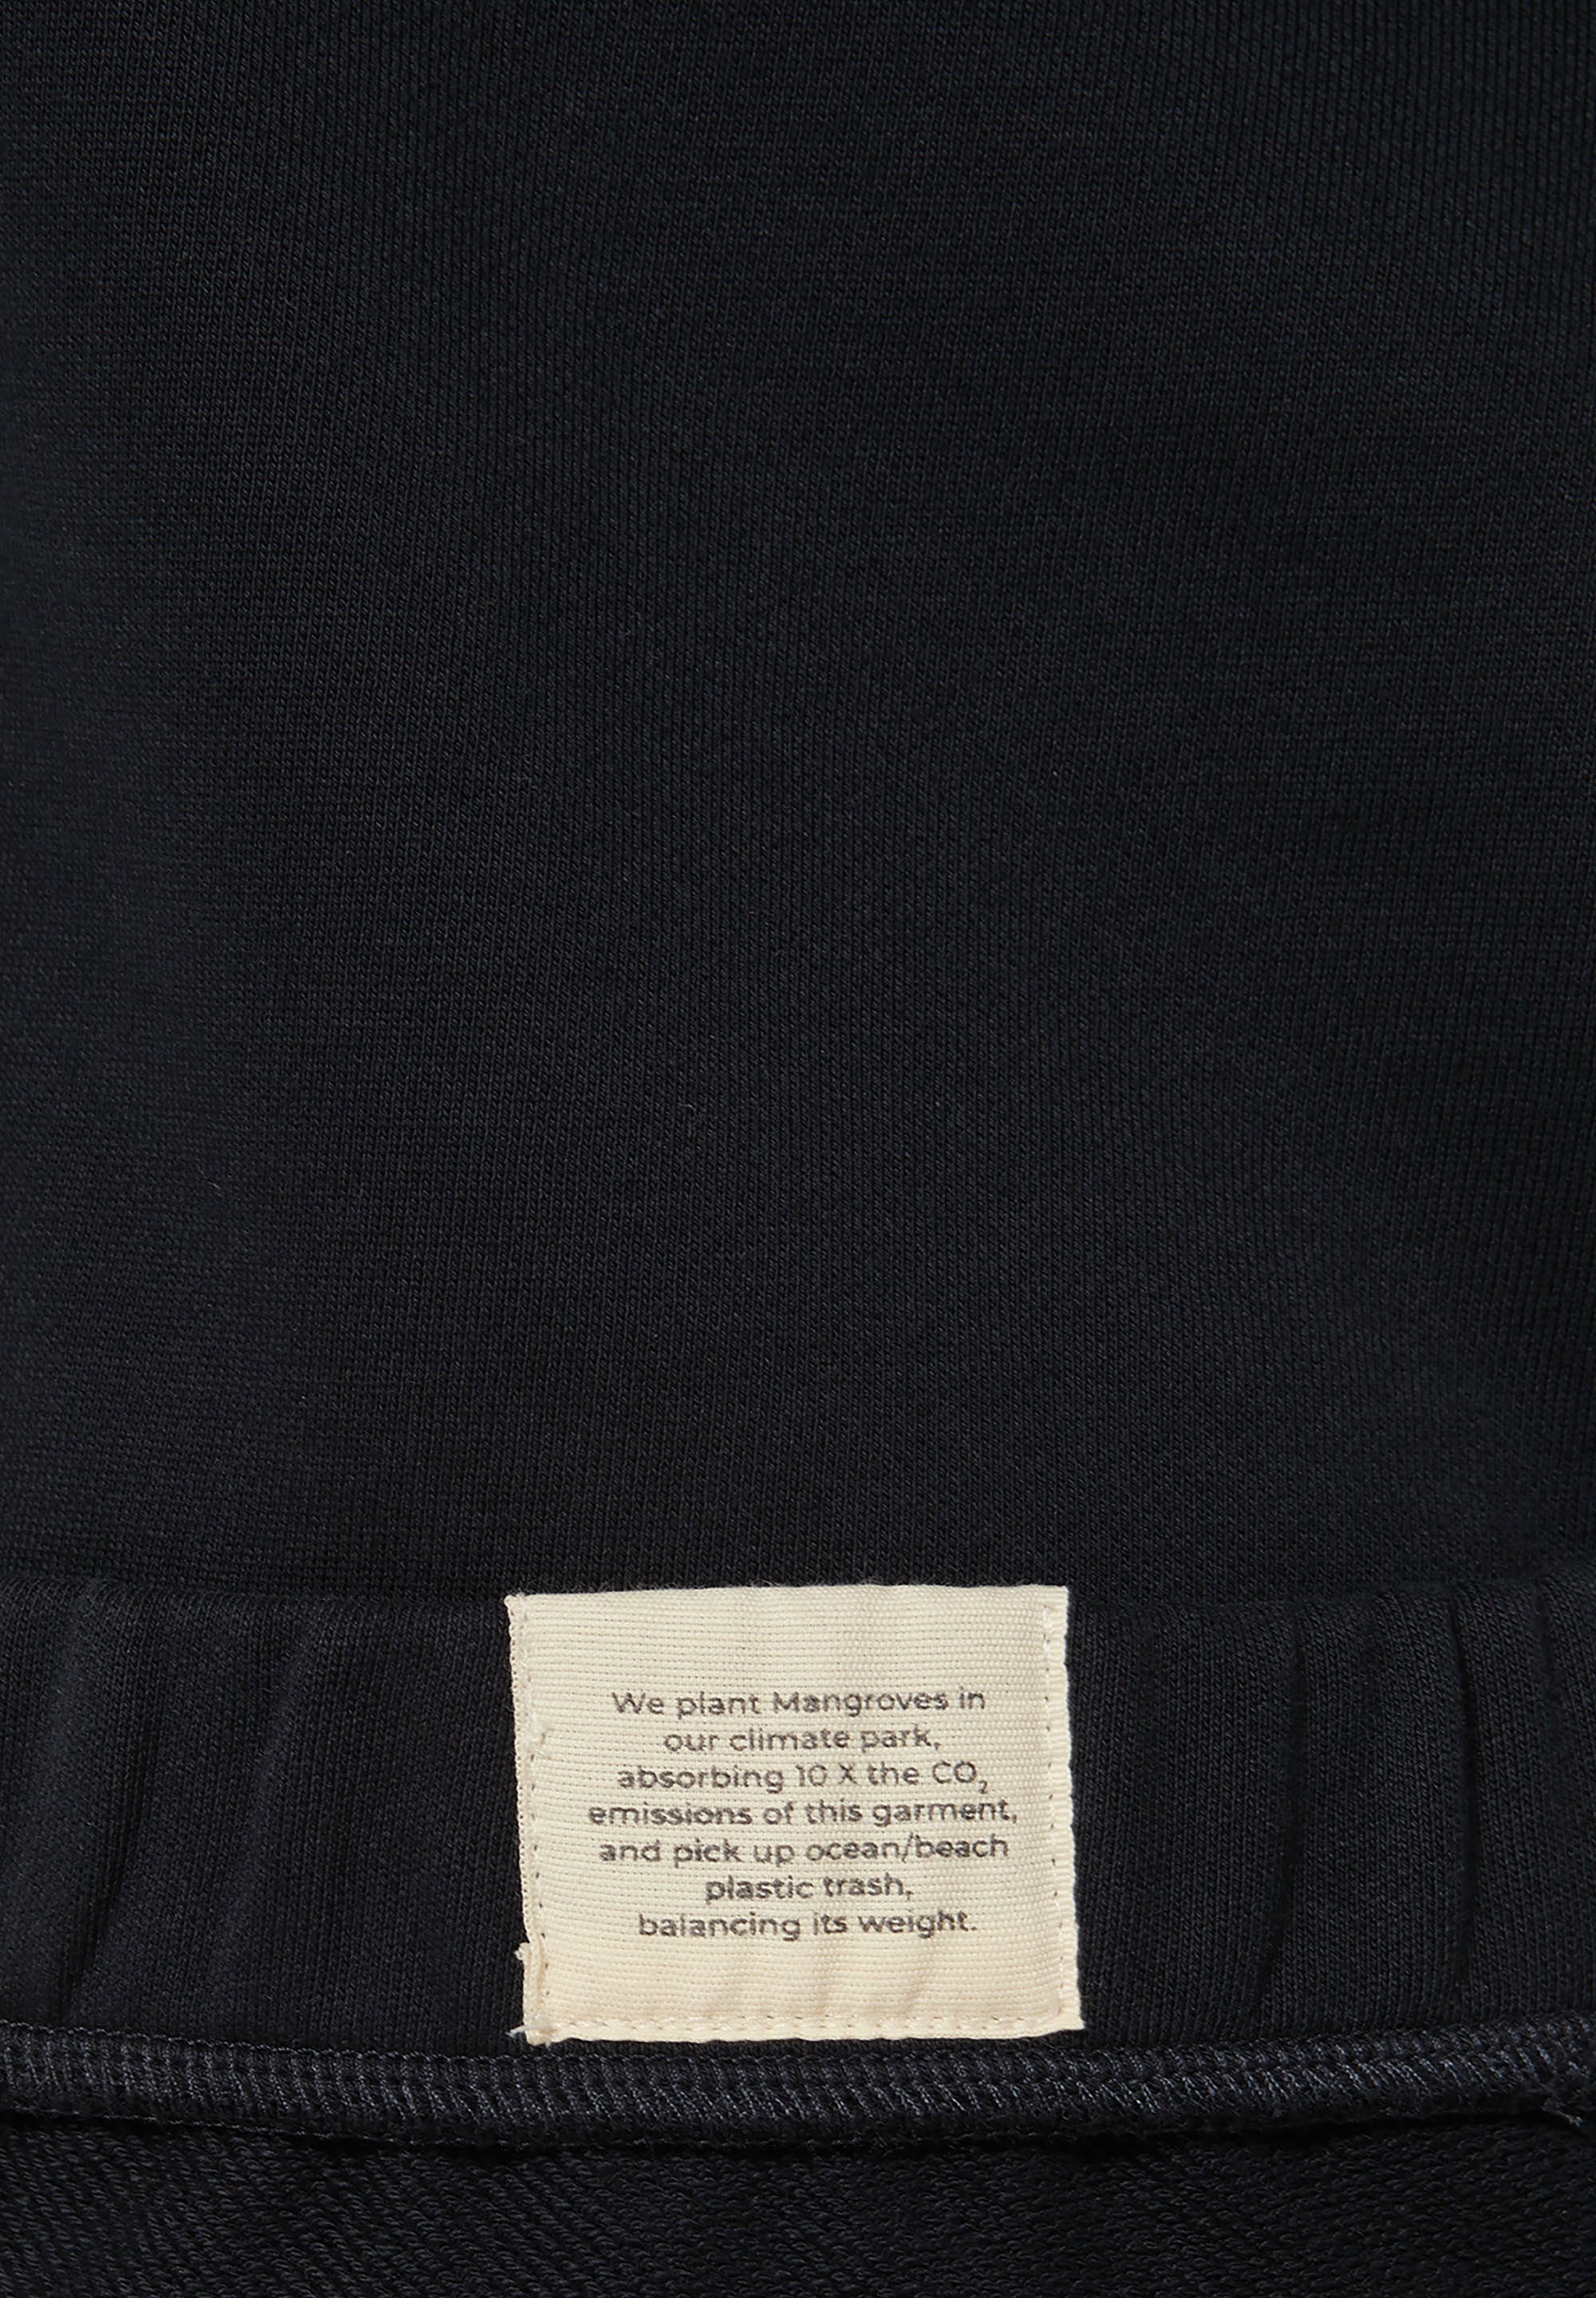 We plant Mangroves in
our climate park,
absorbing 10 X the CO₂
emissions of this garment,
and pick up ocean/beach
plastic trash,
balancing its weight.